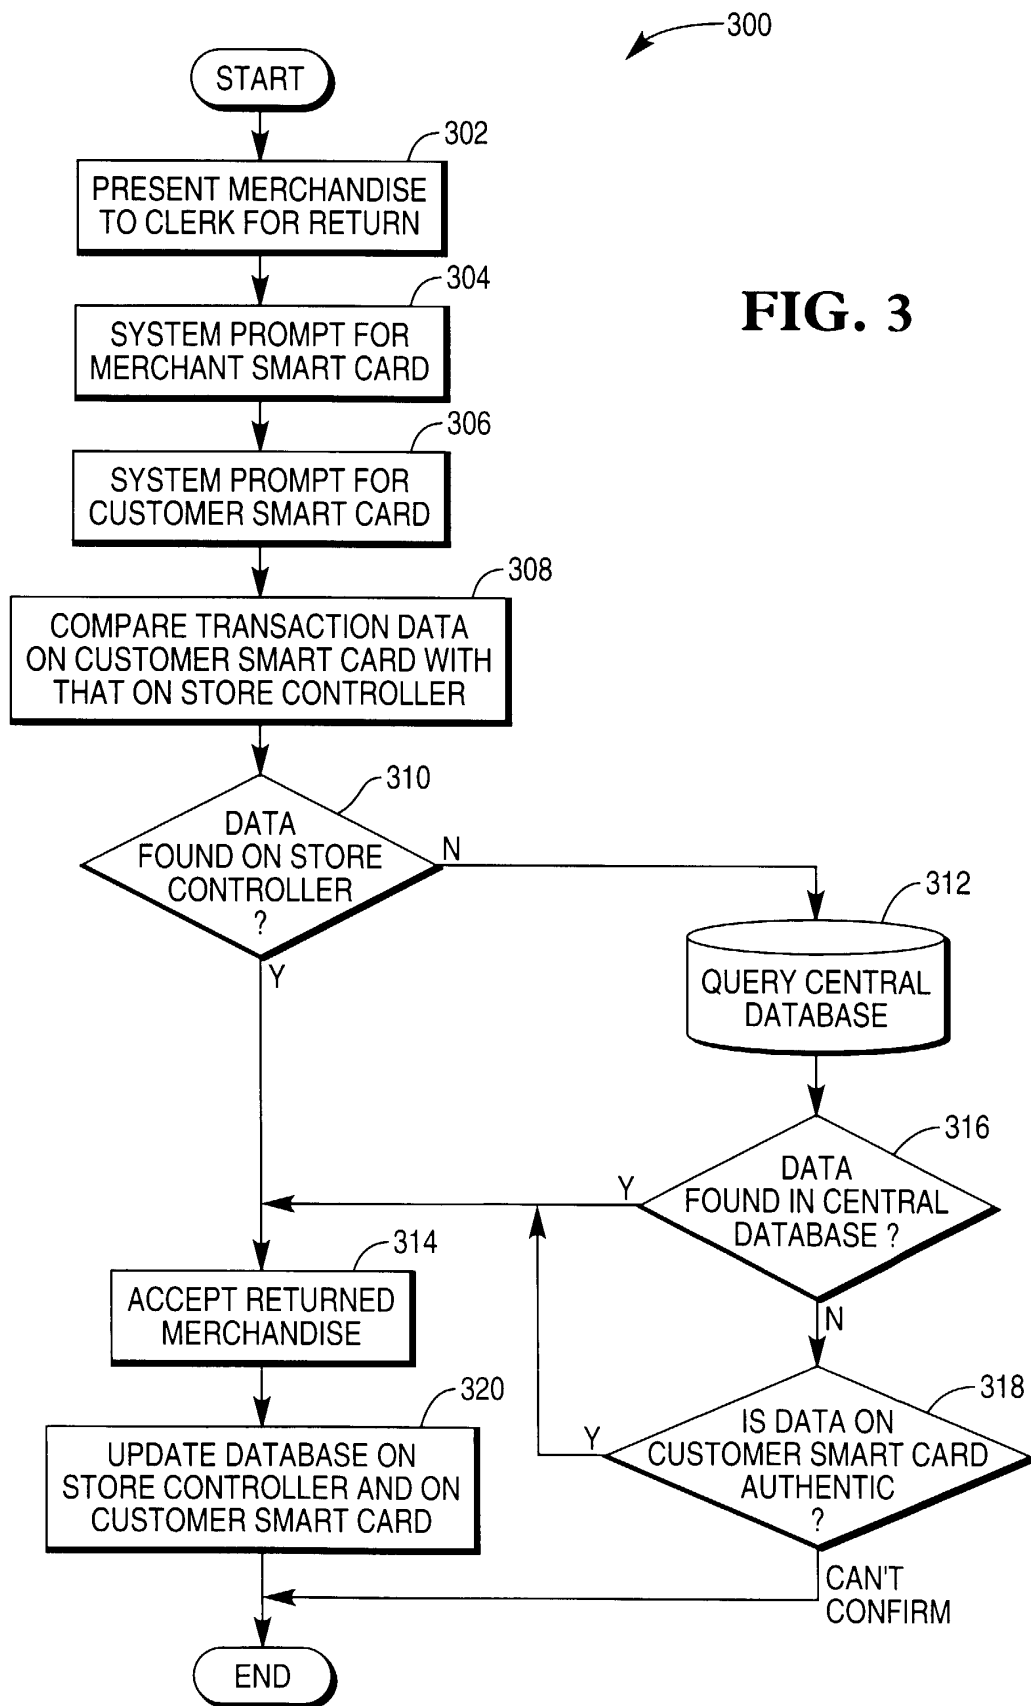 300
START
302
PRESENT MERCHANDISE
TO CLERK FOR RETURN
304
FIG. 3
SYSTEM PROMPT FOR
MERCHANT SMART CARD
306
SYSTEM PROMPT FOR
CUSTOMER SMART CARD
308
COMPARE TRANSACTION DATA
ON CUSTOMER SMART CARD WITH
THAT ON STORE CONTROLLER
310
DATA
FOUND ON STORE
CONTROLLER
?
N
Y
312
QUERY CENTRAL
DATABASE
316
DATA
FOUND IN CENTRAL
DATABASE ?
Y
N
314
ACCEPT RETURNED
MERCHANDISE
318
IS DATA ON
CUSTOMER SMART CARD
AUTHENTIC
?
Y
320
UPDATE DATABASE ON
STORE CONTROLLER AND ON
CUSTOMER SMART CARD
CAN'T
CONFIRM
END